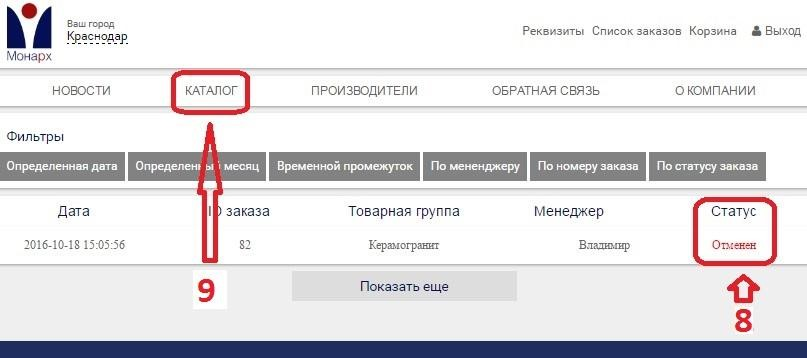 Ваш город
Краснодар
Монарх
Реквизиты Список заказов Корзина Выход
НОВОСТИ КАТАЛОГ ПРОИЗВОДИТЕЛИ ОБРАТНАЯ СВЯЗЬ О КОМПАНИИ
Фильтры
Определенная дата Определенный месяц Временной промежуток По мененджеру По номеру заказа По статусу заказа
Дата ID заказа Товарная группа Менеджер Статус
2016-10-18 15:05:56 82 Керамогранит Владимир Отменен
9 Показать еще
8